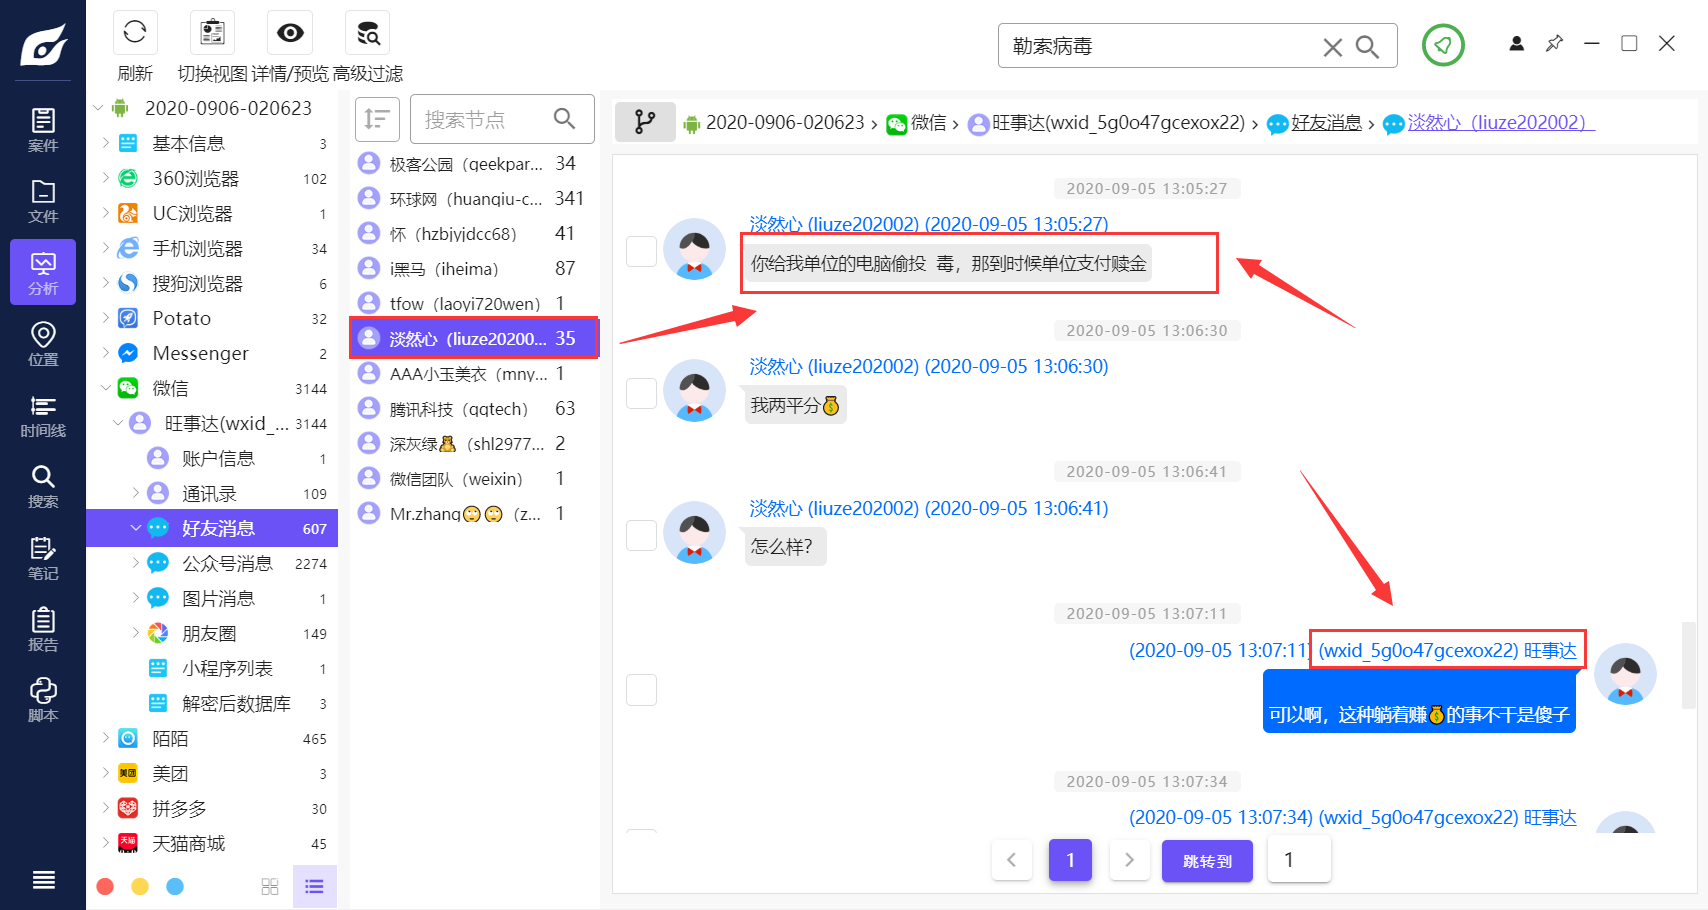 刷新
切换视图
详情/预览
高级过滤
勒索病毒
案件
文件
分析
位置
时间线
搜索
笔记
报告
脚本
2020-0906-020623
基本信息 3
360浏览器 102
UC浏览器 1
手机浏览器 34
搜狗浏览器 6
Potato 32
Messenger 2
微信 3144
旺事达(wxid_... 3144
账户信息 1
通讯录 109
好友消息 607
公众号消息 2274
图片消息 1
朋友圈 149
小程序列表 1
解密后数据库 3
陌陌 465
美团 3
拼多多 30
天猫商城 45
搜索节点
极客公园（geekpar... 34
环球网（huanqiu-c... 341
怀（hzbjyjdcc68） 41
i黑马（iheima） 87
tfow（laoyi720wen） 1
淡然心（liuze20200... 35
AAA小玉美衣（mny... 1
腾讯科技（qqtech） 63
深灰绿（shl2977... 2
微信团队（weixin） 1
Mr.zhang（z... 1
2020-0906-020623 › 微信 › 旺事达(wxid_5g0o47gcexox22) › 好友消息 › 淡然心（liuze202002）
2020-09-05 13:05:27
淡然心 (liuze202002) (2020-09-05 13:05:27)
你给我单位的电脑偷投 毒，那到时候单位支付赎金
2020-09-05 13:06:30
淡然心 (liuze202002) (2020-09-05 13:06:30)
我两平分💰
2020-09-05 13:06:41
淡然心 (liuze202002) (2020-09-05 13:06:41)
怎么样？
2020-09-05 13:07:11
(2020-09-05 13:07:11) (wxid_5g0o47gcexox22) 旺事达
可以啊，这种躺着赚💰的事不干是傻子
2020-09-05 13:07:34
(2020-09-05 13:07:34) (wxid_5g0o47gcexox22) 旺事达
1
跳转到
1